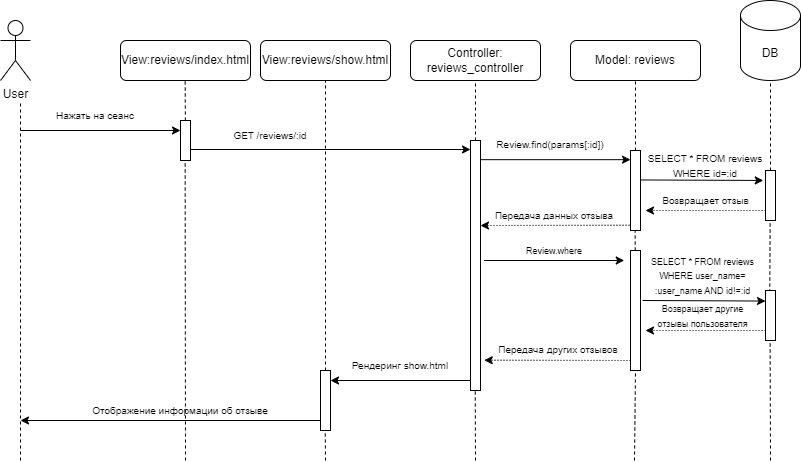 User
View:reviews/index.html
View:reviews/show.html
Controller:
reviews_controller
Model: reviews
DB
Нажать на сеанс
GET /reviews/:id
Review.find(params[:id])
SELECT * FROM reviews
WHERE id=:id
Возвращает отзыв
Передача данных отзыва
Review.where
SELECT * FROM reviews
WHERE user_name=
:user_name AND id!=:id
Возвращает другие
отзывы пользователя
Передача других отзывов
Рендеринг show.html
Отображение информации об отзыве